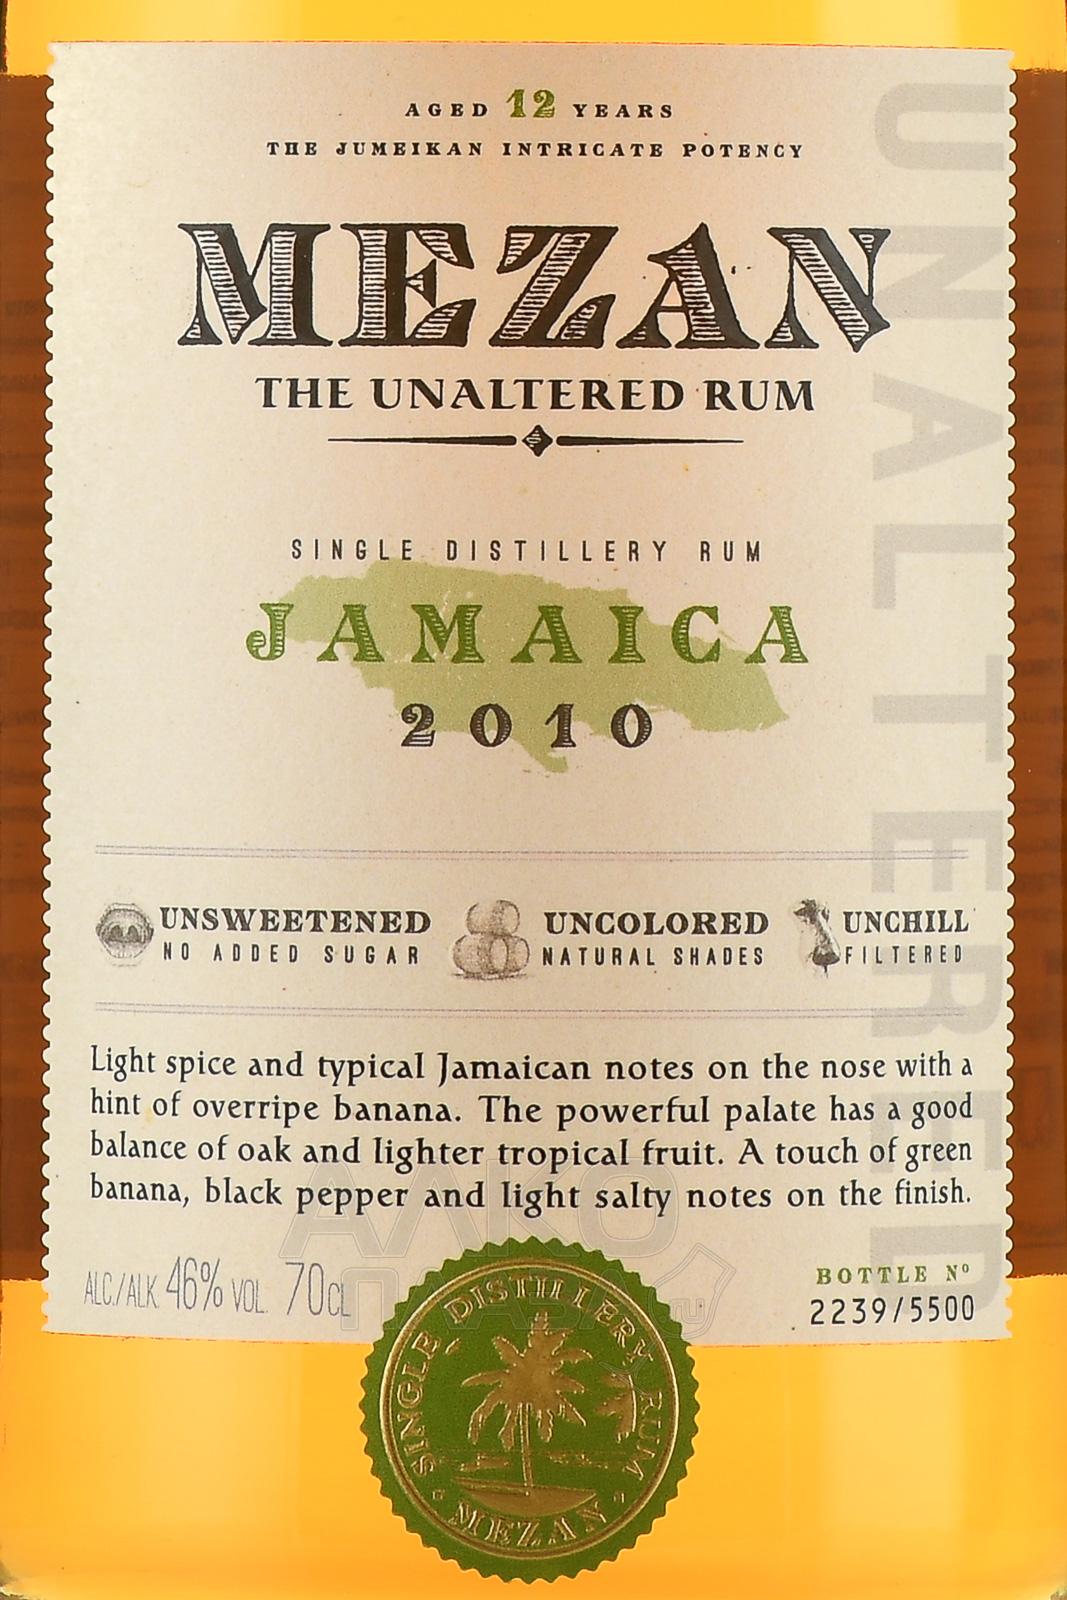 AGED 12 YEARS
THE JUMEIKAN INTRICATE POTENCY
MEZAN
THE UNALTERED RUM
SINGLE DISTILLERY RUM
JAMAICA
2010
UNALTERED
UNSWEETENED
NO ADDED SUGAR
UNCOLORED
NATURAL SHADES
UNCHILL
FILTERED
Light spice and typical Jamaican notes on the nose with a
hint of overripe banana. The powerful palate has a good
balance of oak and lighter tropical fruit. A touch of green
banana, black pepper and light salty notes on the finish.
ALC./ALK 46% VOL. 70CL
BOTTLE Nº
2239/5500
SINGLE DISTILLERY RUM
MEZAN
АЛКО
ПЛАЗА.ru